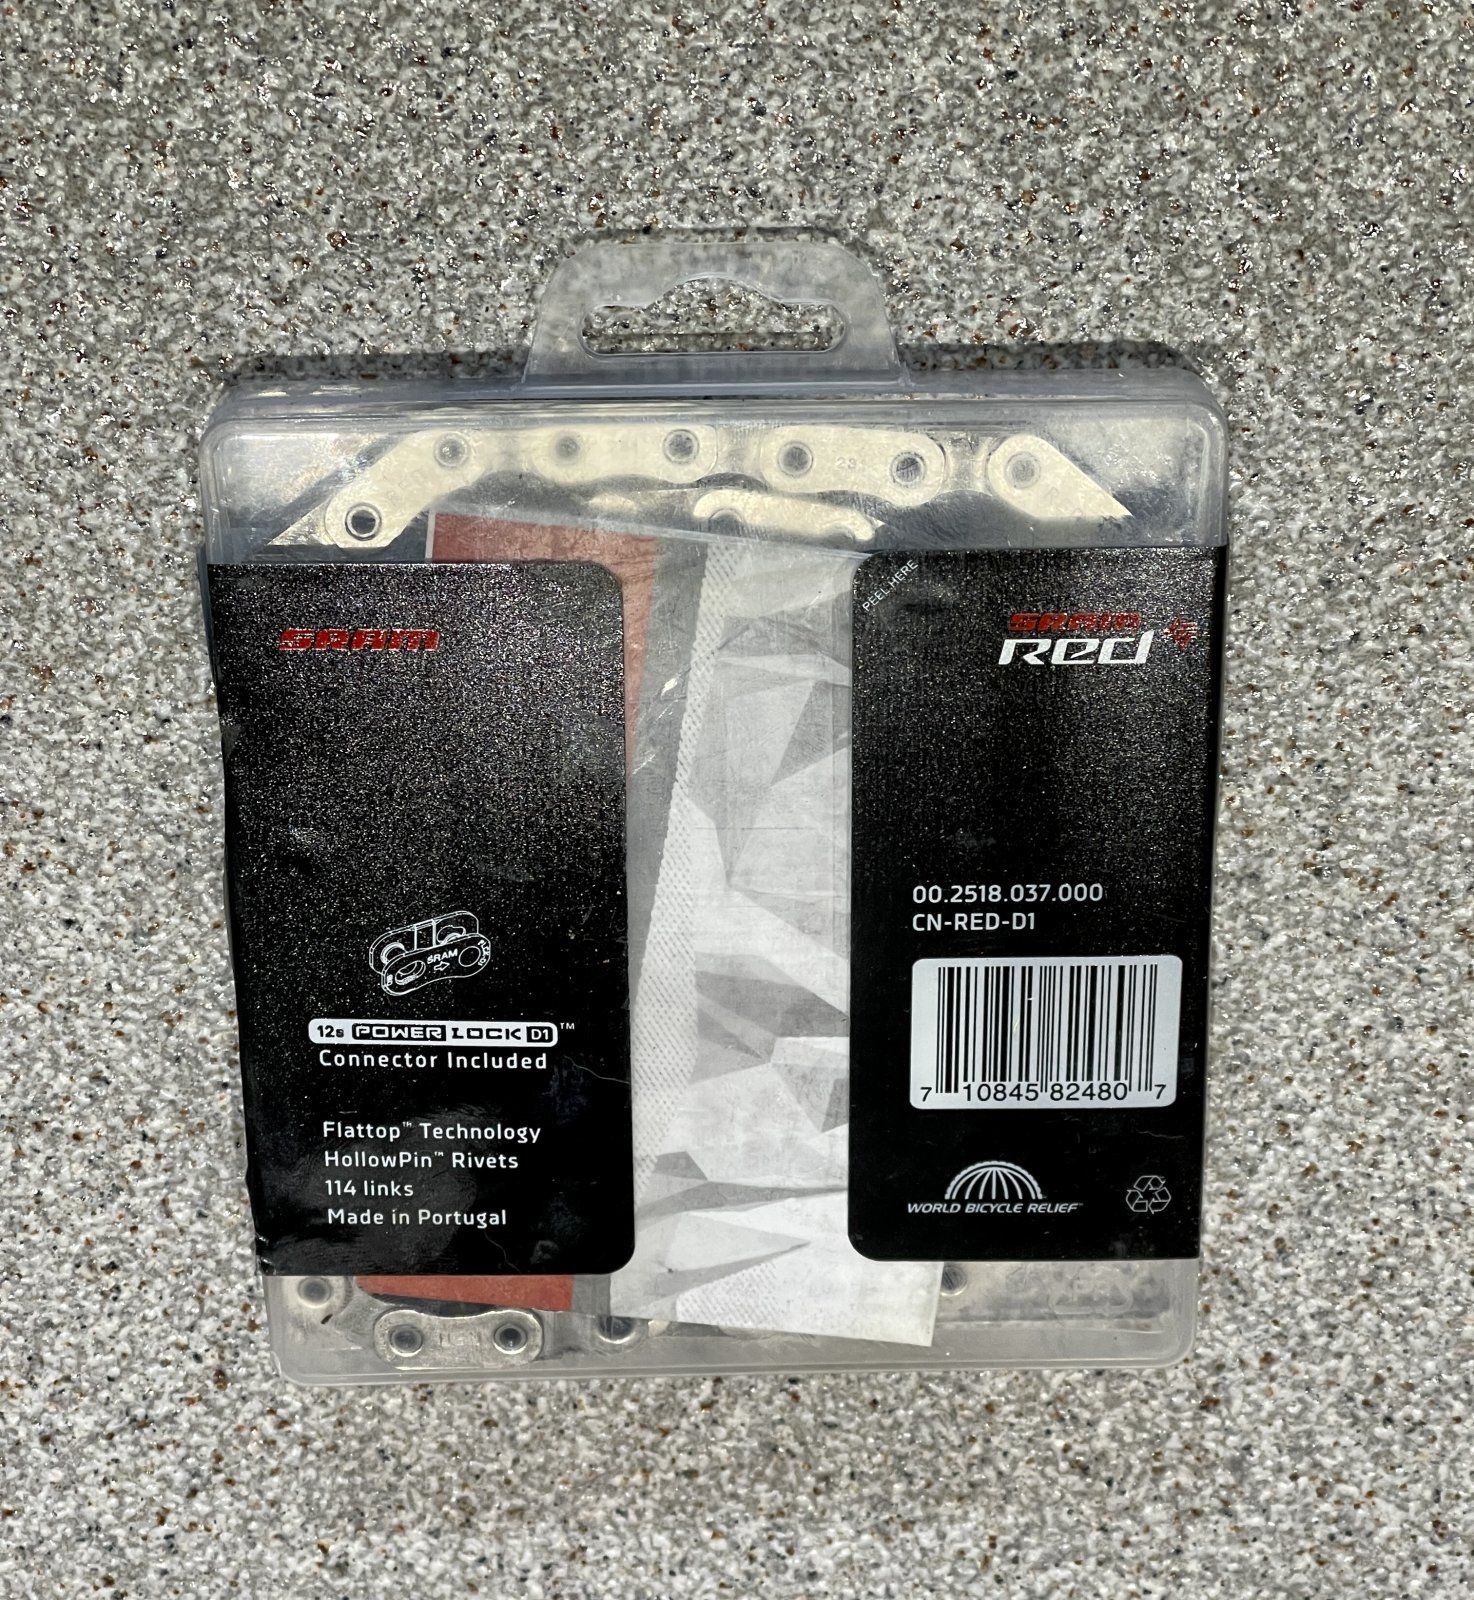 SRAM
SRAM
12s POWER LOCK D1™
Connector Included
Flattop™ Technology
HollowPin™ Rivets
114 links
Made in Portugal
PEEL HERE
SRAM
Red
00.2518.037.000
CN-RED-D1
7 10845 82480 7
WORLD BICYCLE RELIEF
23